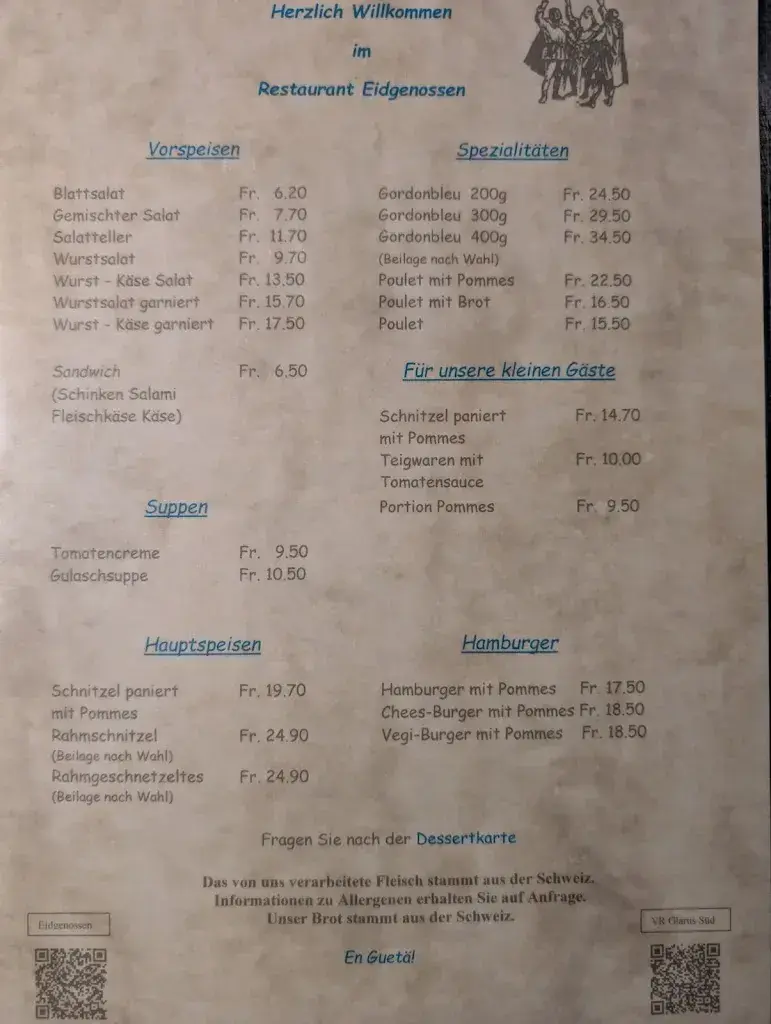 Herzlich Willkommen
im
Restaurant Eidgenossen
Vorspeisen
Blattsalat Fr. 6.20
Gemischter Salat Fr. 7.70
Salatteller Fr. 11.70
Wurstsalat Fr. 9.70
Wurst - Käse Salat Fr. 13.50
Wurstsalat garniert Fr. 15.70
Wurst - Käse garniert Fr. 17.50
Sandwich Fr. 6.50
(Schinken Salami
Fleischkäse Käse)
Suppen
Tomatencreme Fr. 9.50
Gulaschsuppe Fr. 10.50
Hauptspeisen
Schnitzel paniert Fr. 19.70
mit Pommes
Rahmschnitzel Fr. 24.90
(Beilage nach Wahl)
Rahmgeschnetzeltes Fr. 24.90
(Beilage nach Wahl)
Spezialitäten
Gordonbleu 200g Fr. 24.50
Gordonbleu 300g Fr. 29.50
Gordonbleu 400g Fr. 34.50
(Beilage nach Wahl)
Poulet mit Pommes Fr. 22.50
Poulet mit Brot Fr. 16.50
Poulet Fr. 15.50
Für unsere kleinen Gäste
Schnitzel paniert Fr. 14.70
mit Pommes
Teigwaren mit Fr. 10.00
Tomatensauce
Portion Pommes Fr. 9.50
Hamburger
Hamburger mit Pommes Fr. 17.50
Chees-Burger mit Pommes Fr. 18.50
Vegi-Burger mit Pommes Fr. 18.50
Fragen Sie nach der Dessertkarte
Das von uns verarbeitete Fleisch stammt aus der Schweiz.
Informationen zu Allergenen erhalten Sie auf Anfrage.
Unser Brot stammt aus der Schweiz.
Eidgenossen
VR Glarus Süd
En Guetä!